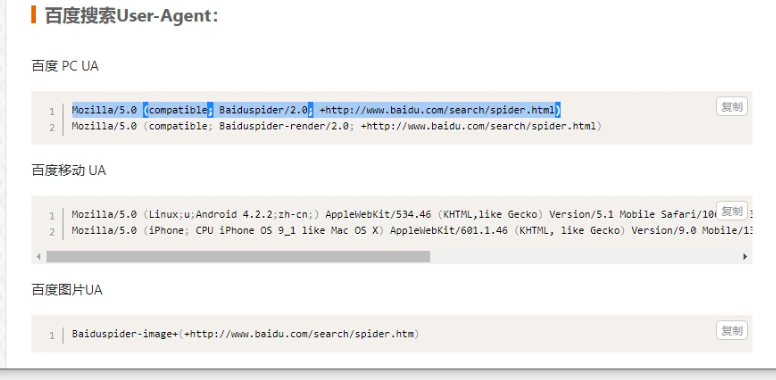 百度搜索User-Agent：
百度 PC UA
1 Mozilla/5.0 (compatible; Baiduspider/2.0; +http://www.baidu.com/search/spider.html)
复制
2 Mozilla/5.0 (compatible; Baiduspider-render/2.0; +http://www.baidu.com/search/spider.html)
百度移动 UA
1 Mozilla/5.0 (Linux;u;Android 4.2.2;zh-cn;) AppleWebKit/534.46 (KHTML,like Gecko) Version/5.1 Mobile Safari/10
复制
2 Mozilla/5.0 (iPhone; CPU iPhone OS 9_1 like Mac OS X) AppleWebKit/601.1.46 (KHTML, like Gecko) Version/9.0 Mobile/13
百度图片UA
1 Baiduspider-image+(+http://www.baidu.com/search/spider.htm)
复制